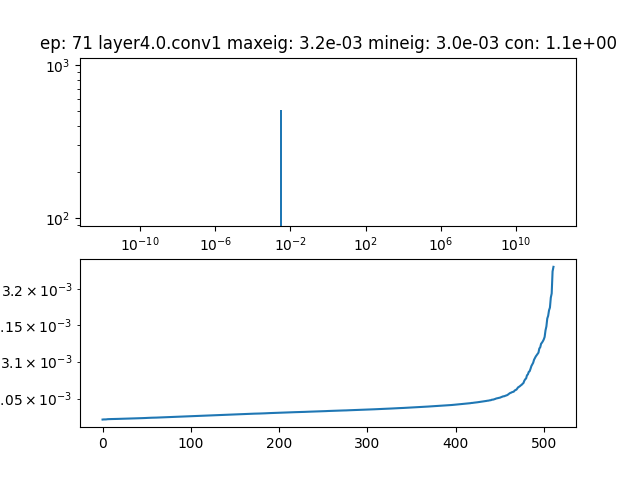 ep: 71 layer4.0.conv1 maxeig: 3.2e-03 mineig: 3.0e-03 con: 1.1e+00
10³
10²
10⁻¹⁰ 10⁻⁶ 10⁻² 10² 10⁶ 10¹⁰
3.2 × 10⁻³
.15 × 10⁻³
3.1 × 10⁻³
.05 × 10⁻³
0 100 200 300 400 500